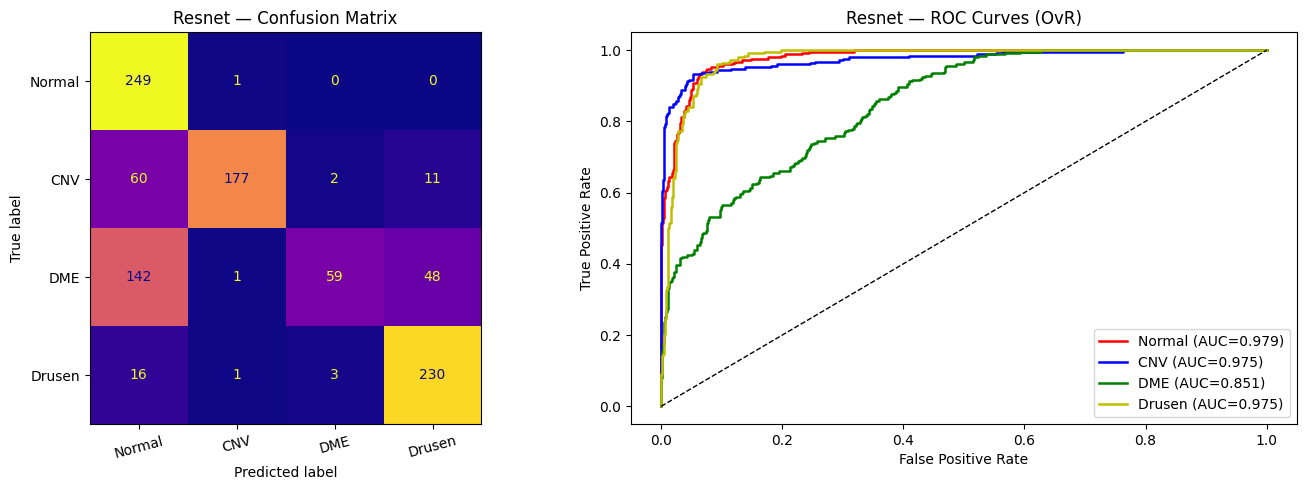 Resnet — Confusion Matrix
True label
Normal
CNV
DME
Drusen
249 1 0 0
60 177 2 11
142 1 59 48
16 1 3 230
Normal CNV DME Drusen
Predicted label
Resnet — ROC Curves (OvR)
True Positive Rate
1.0
0.8
0.6
0.4
0.2
0.0
Normal (AUC=0.979)
CNV (AUC=0.975)
DME (AUC=0.851)
Drusen (AUC=0.975)
0.0 0.2 0.4 0.6 0.8 1.0
False Positive Rate